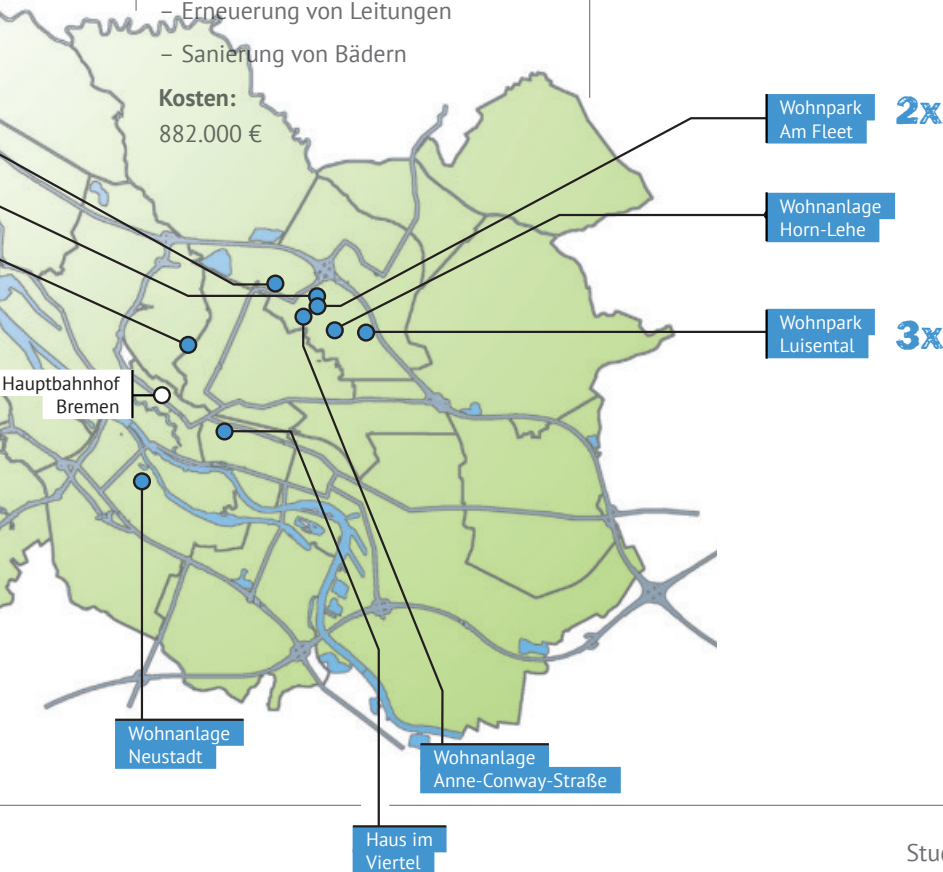 – Erneuerung von Leitungen
– Sanierung von Bädern
Kosten:
882.000 €
Wohnpark
Am Fleet
2x
Wohnanlage
Horn-Lehe
Wohnpark
Luisental
3x
Hauptbahnhof
Bremen
Wohnanlage
Neustadt
Wohnanlage
Anne-Conway-Straße
Haus im
Viertel